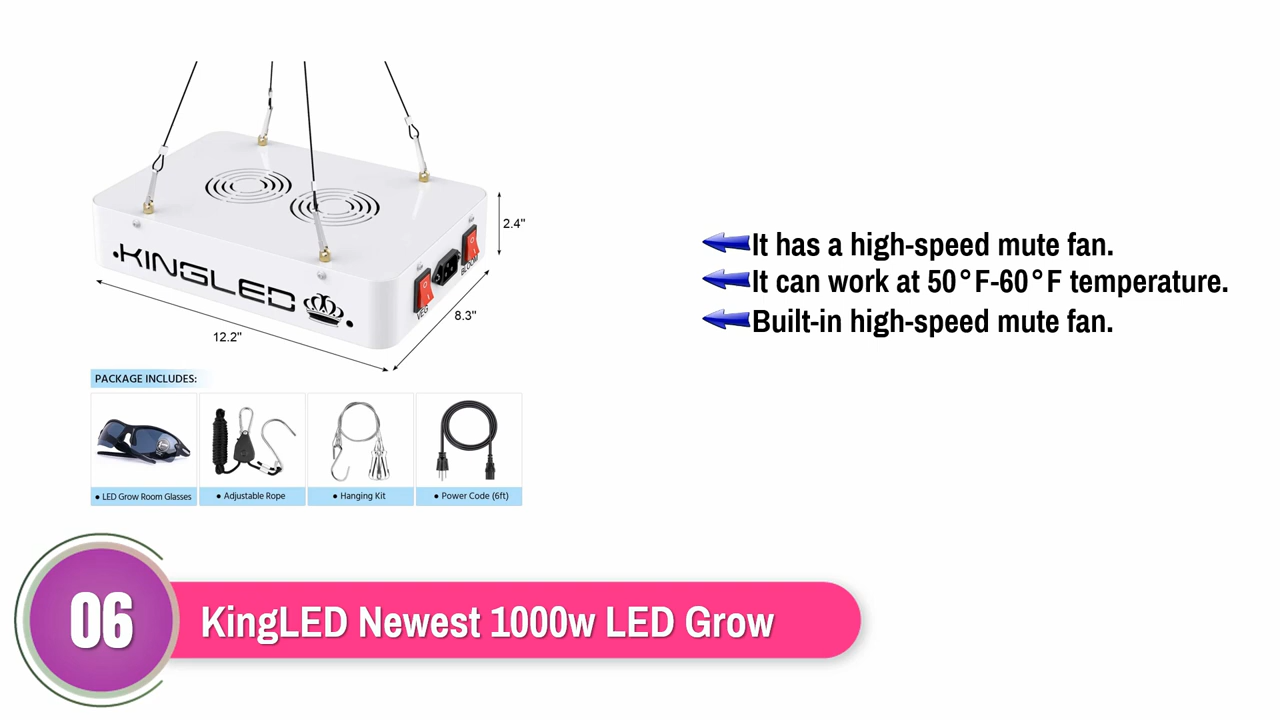 •KINGLED•
VEG
BLOOM
2.4"
8.3"
12.2"
PACKAGE INCLUDES:
• LED Grow Room Glasses
• Adjustable Rope
• Hanging Kit
• Power Code (6ft)
It has a high-speed mute fan.
It can work at 50°F-60°F temperature.
Built-in high-speed mute fan.
06
KingLED Newest 1000w LED Grow